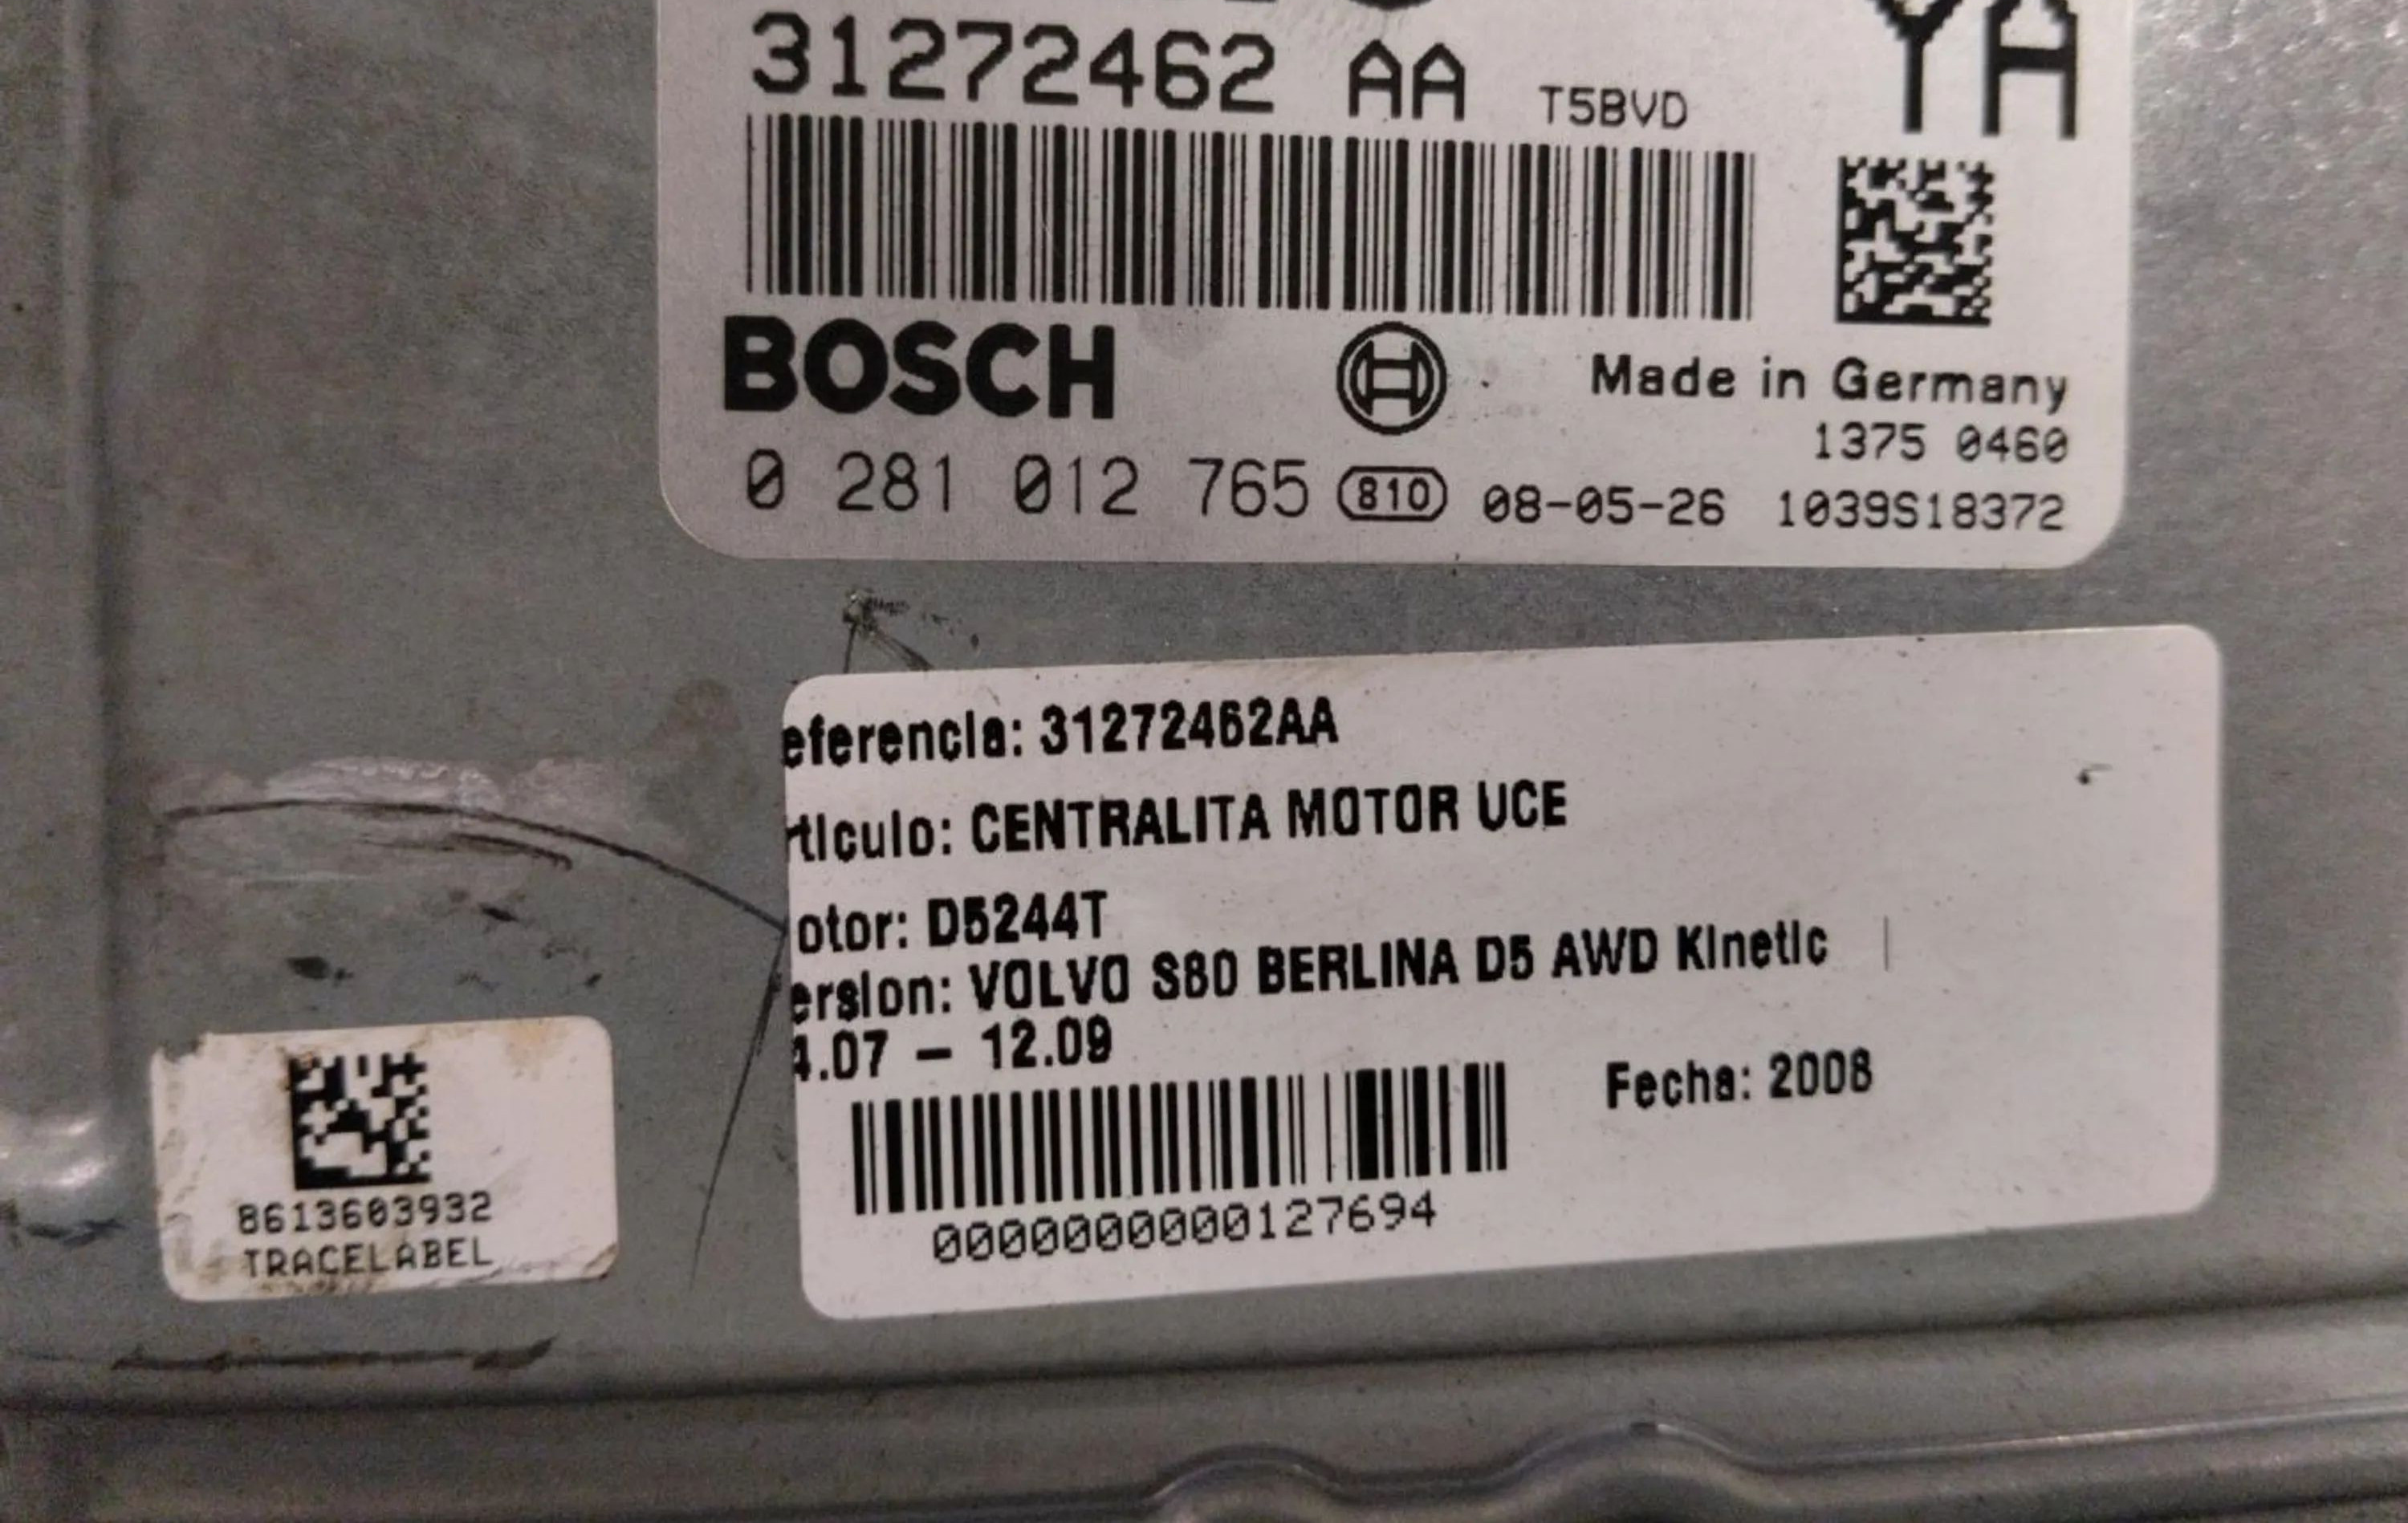 31272462 AA T5BVD YA
BOSCH
Made in Germany
1375 0460
0 281 012 765 810 08-05-26 1039S18372
eferencia: 31272462AA
rticulo: CENTRALITA MOTOR UCE
otor: D5244T
ersion: VOLVO S80 BERLINA D5 AWD Kinetic
4.07 – 12.09
Fecha: 2008
0000000000127694
8613603932
TRACELABEL